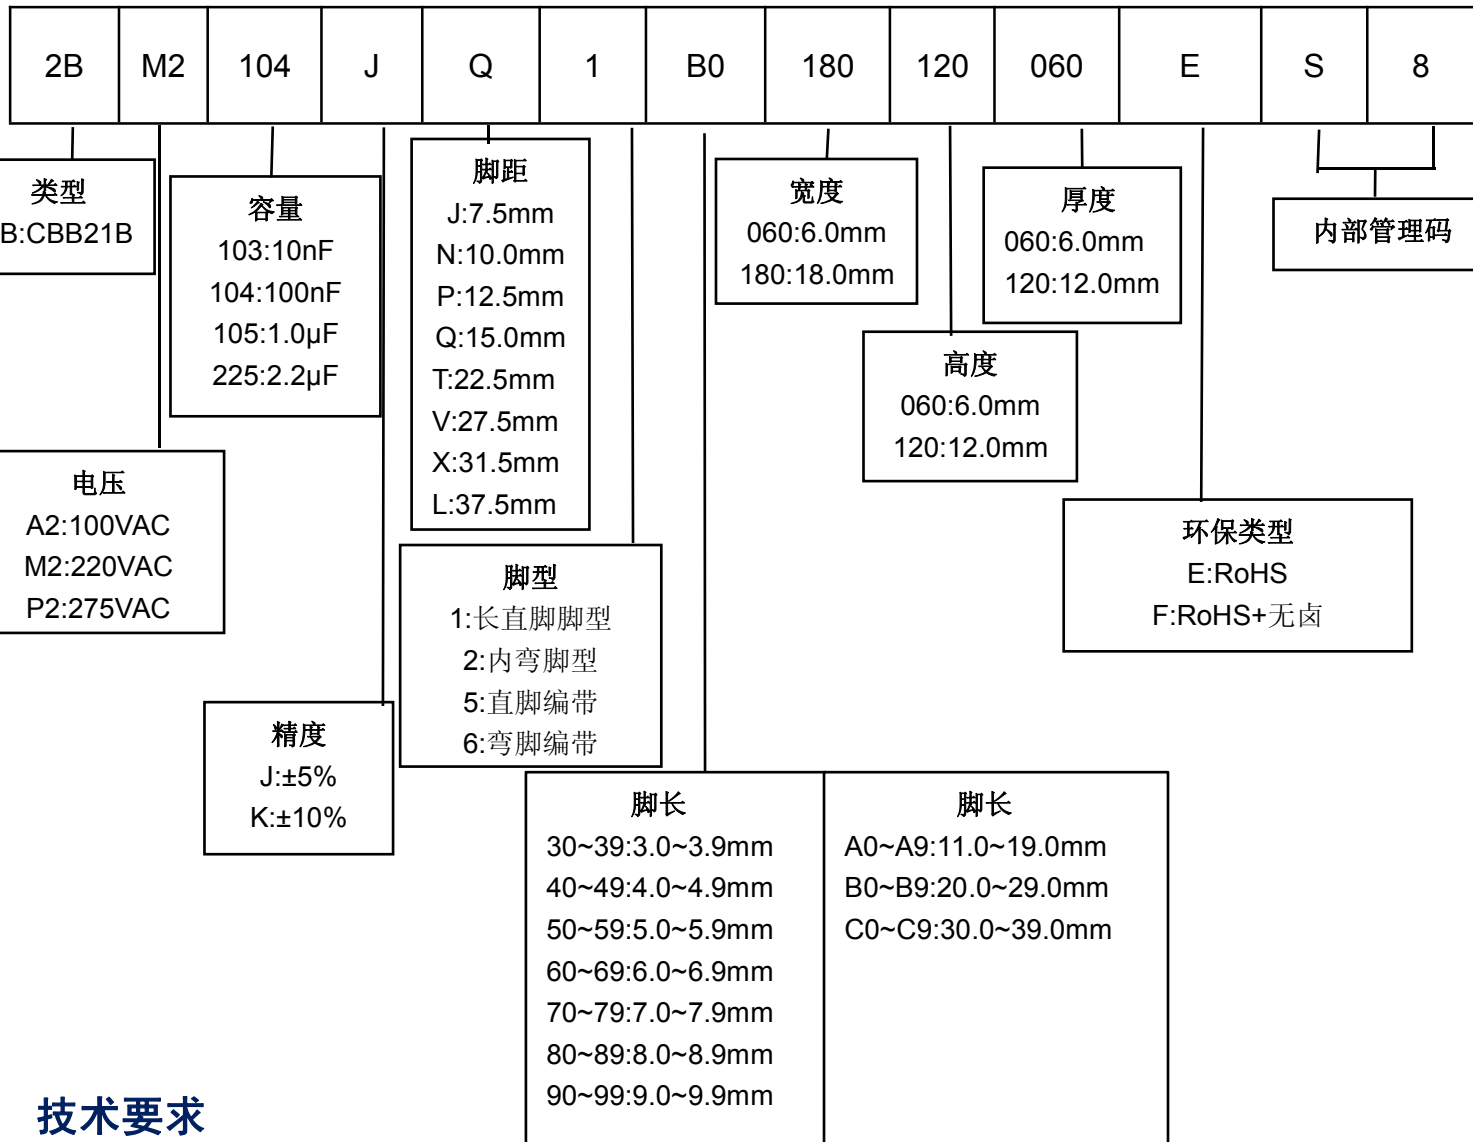 2B M2 104 J Q 1 B0 180 120 060 E S 8
类型
B:CBB21B
容量
103:10nF
104:100nF
105:1.0μF
225:2.2μF
脚距
J:7.5mm
N:10.0mm
P:12.5mm
Q:15.0mm
T:22.5mm
V:27.5mm
X:31.5mm
L:37.5mm
宽度
060:6.0mm
180:18.0mm
厚度
060:6.0mm
120:12.0mm
内部管理码
高度
060:6.0mm
120:12.0mm
电压
A2:100VAC
M2:220VAC
P2:275VAC
环保类型
E:RoHS
F:RoHS+无卤
脚型
1:长直脚脚型
2:内弯脚型
5:直脚编带
6:弯脚编带
精度
J:±5%
K:±10%
脚长
30~39:3.0~3.9mm
40~49:4.0~4.9mm
50~59:5.0~5.9mm
60~69:6.0~6.9mm
70~79:7.0~7.9mm
80~89:8.0~8.9mm
90~99:9.0~9.9mm
脚长
A0~A9:11.0~19.0mm
B0~B9:20.0~29.0mm
C0~C9:30.0~39.0mm
技术要求